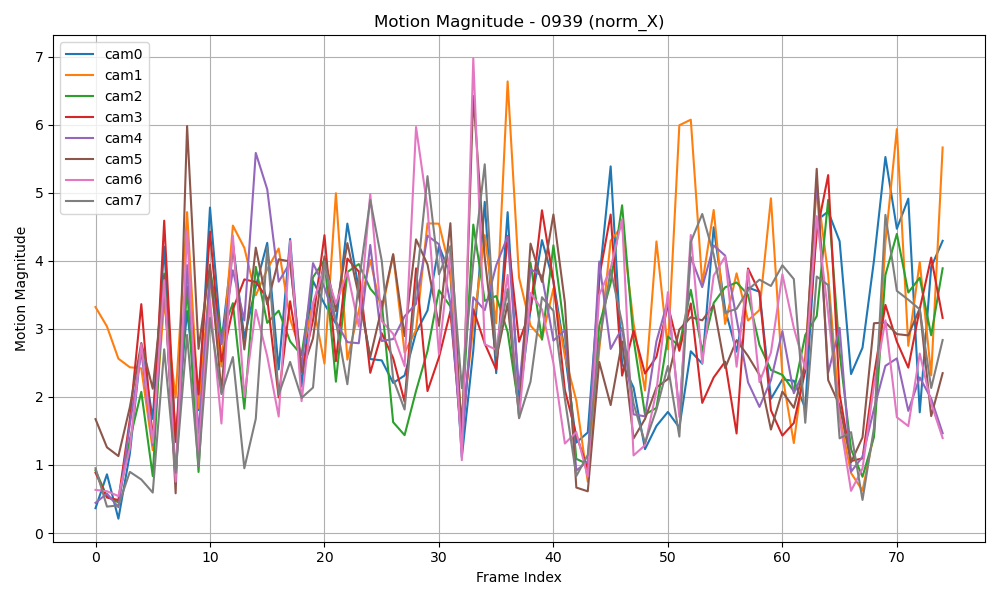 Motion Magnitude - 0939 (norm_X)
cam0
cam1
cam2
cam3
cam4
cam5
cam6
cam7
Motion Magnitude
7
6
5
4
3
2
1
0
0 10 20 30 40 50 60 70
Frame Index